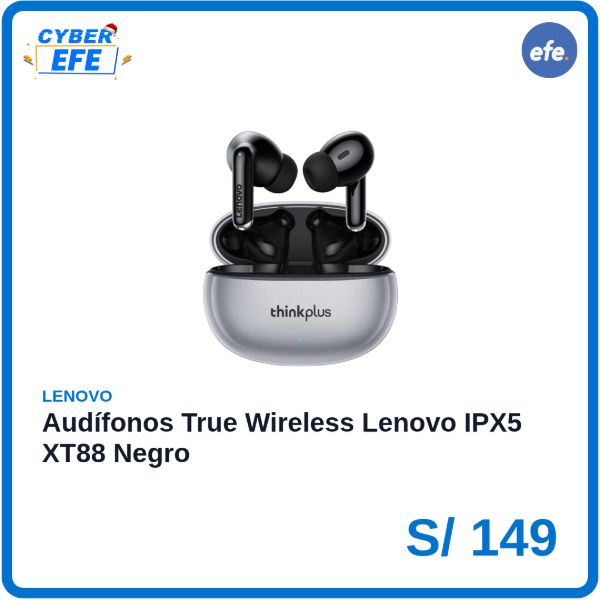 CYBER
EFE
efe.
Lenovo
thinkplus
LENOVO
Audífonos True Wireless Lenovo IPX5
XT88 Negro
S/ 149